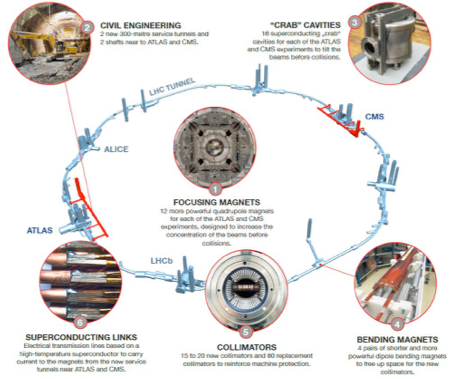 2
CIVIL ENGINEERING
2 new 300-metre service tunnels and
2 shafts near to ATLAS and CMS.
3
"CRAB" CAVITIES
16 superconducting „crab"
cavities for each of the ATLAS
and CMS experiments to tilt the
beams before collisions.
LHC TUNNEL
CMS
ALICE
1
FOCUSING MAGNETS
12 more powerful quadrupole magnets
for each of the ATLAS and CMS
experiments, designed to increase the
concentration of the beams before
collisions.
ATLAS
LHCb
6
SUPERCONDUCTING LINKS
Electrical transmission lines based on a
high-temperature superconductor to carry
current to the magnets from the new service
tunnels near ATLAS and CMS.
5
COLLIMATORS
15 to 20 new collimators and 60 replacement
collimators to reinforce machine protection.
4
BENDING MAGNETS
4 pairs of shorter and more
powerful dipole bending magnets
to free up space for the new
collimators.